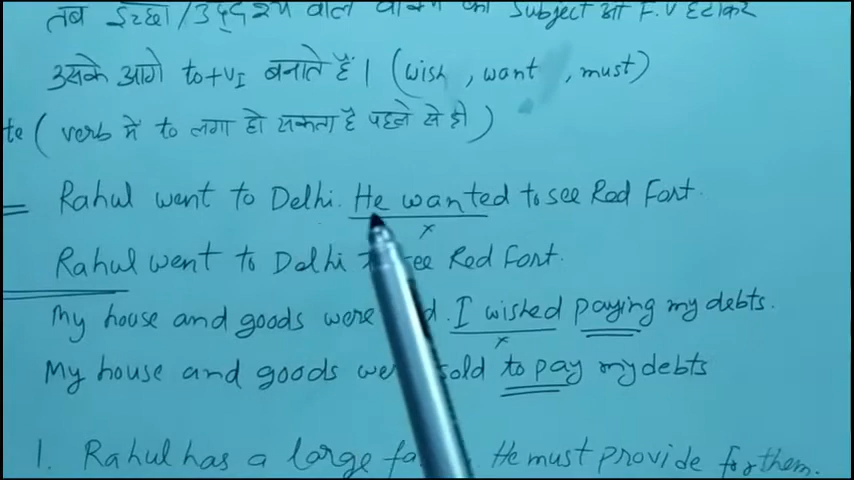 तब इच्छा/उद्देश्य वाले वाक्य का Subject और F.V हटाकर
उसके आगे to+V1 बनाते हैं | (wish, want, must)
te ( verb में to लगा हो सकता है पहले से ही )
Rahul went to Delhi. He wanted to see Red Fort.
x
Rahul went to Delhi see Red Fort.
My house and goods were d. I wished paying my debts.
x
My house and goods we sold to pay my debts
1. Rahul has a large fa He must provide for them.